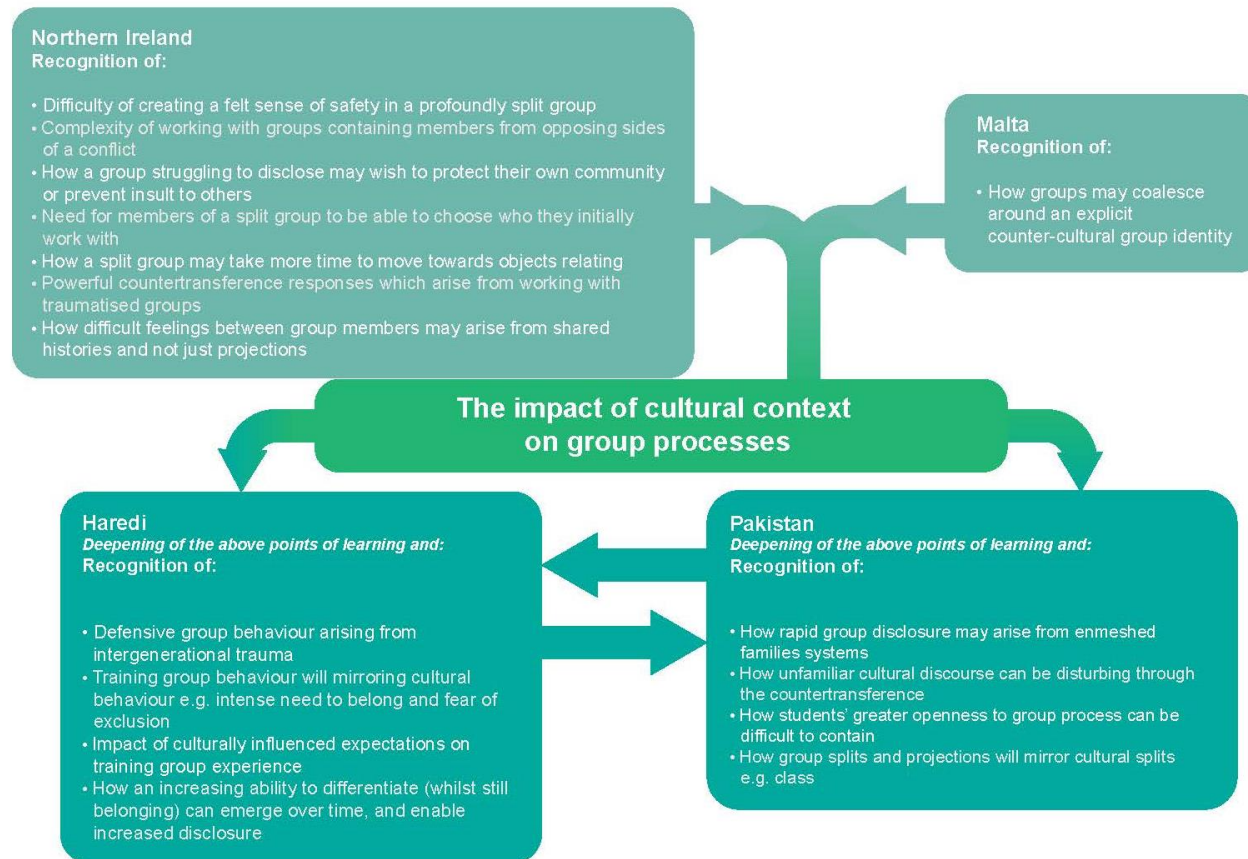 Northern Ireland
Recognition of:
• Difficulty of creating a felt sense of safety in a profoundly split group
• Complexity of working with groups containing members from opposing sides
of a conflict
• How a group struggling to disclose may wish to protect their own community
or prevent insult to others
• Need for members of a split group to be able to choose who they initially
work with
• How a split group may take more time to move towards objects relating
• Powerful countertransference responses which arise from working with
traumatised groups
• How difficult feelings between group members may arise from shared
histories and not just projections
Malta
Recognition of:
• How groups may coalesce
around an explicit
counter-cultural group identity
The impact of cultural context
on group processes
Haredi
Deepening of the above points of learning and:
Recognition of:
• Defensive group behaviour arising from
intergenerational trauma
• Training group behaviour will mirroring cultural
behaviour e.g. intense need to belong and fear of
exclusion
• Impact of culturally influenced expectations on
training group experience
• How an increasing ability to differentiate (whilst still
belonging) can emerge over time, and enable
increased disclosure
Pakistan
Deepening of the above points of learning and:
Recognition of:
• How rapid group disclosure may arise from enmeshed
families systems
• How unfamiliar cultural discourse can be disturbing through
the countertransference
• How students' greater openness to group process can be
difficult to contain
• How group splits and projections will mirror cultural splits
e.g. class